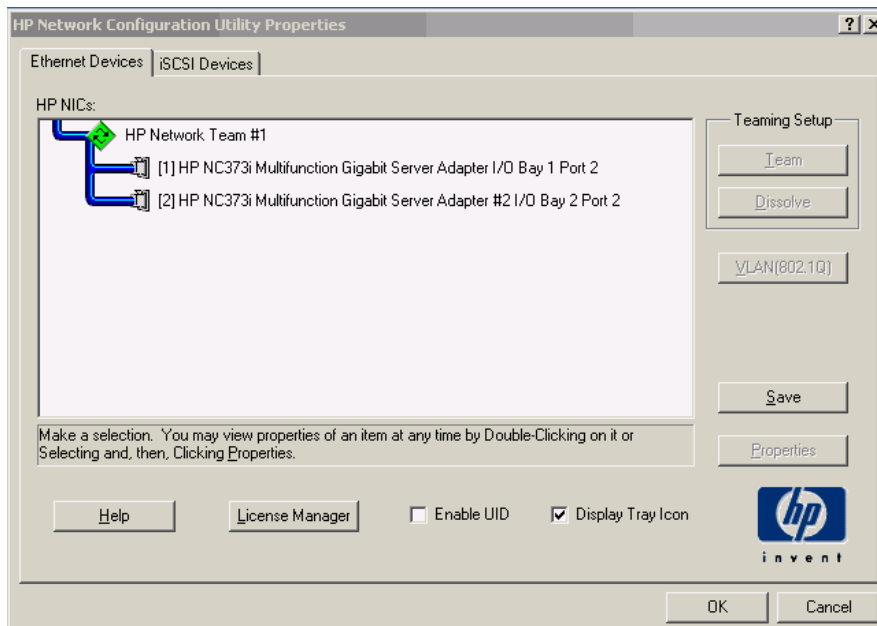 HP Network Configuration Utility Properties
Ethernet Devices
iSCSI Devices
HP NICs:
HP Network Team #1
[1] HP NC373i Multifunction Gigabit Server Adapter I/O Bay 1 Port 2
[2] HP NC373i Multifunction Gigabit Server Adapter #2 I/O Bay 2 Port 2
Teaming Setup
Team
Dissolve
VLAN(802.1Q)
Save
Properties
Make a selection. You may view properties of an item at any time by Double-Clicking on it or
Selecting and, then, Clicking Properties.
Help
License Manager
Enable UID
Display Tray Icon
hp
invent
OK
Cancel